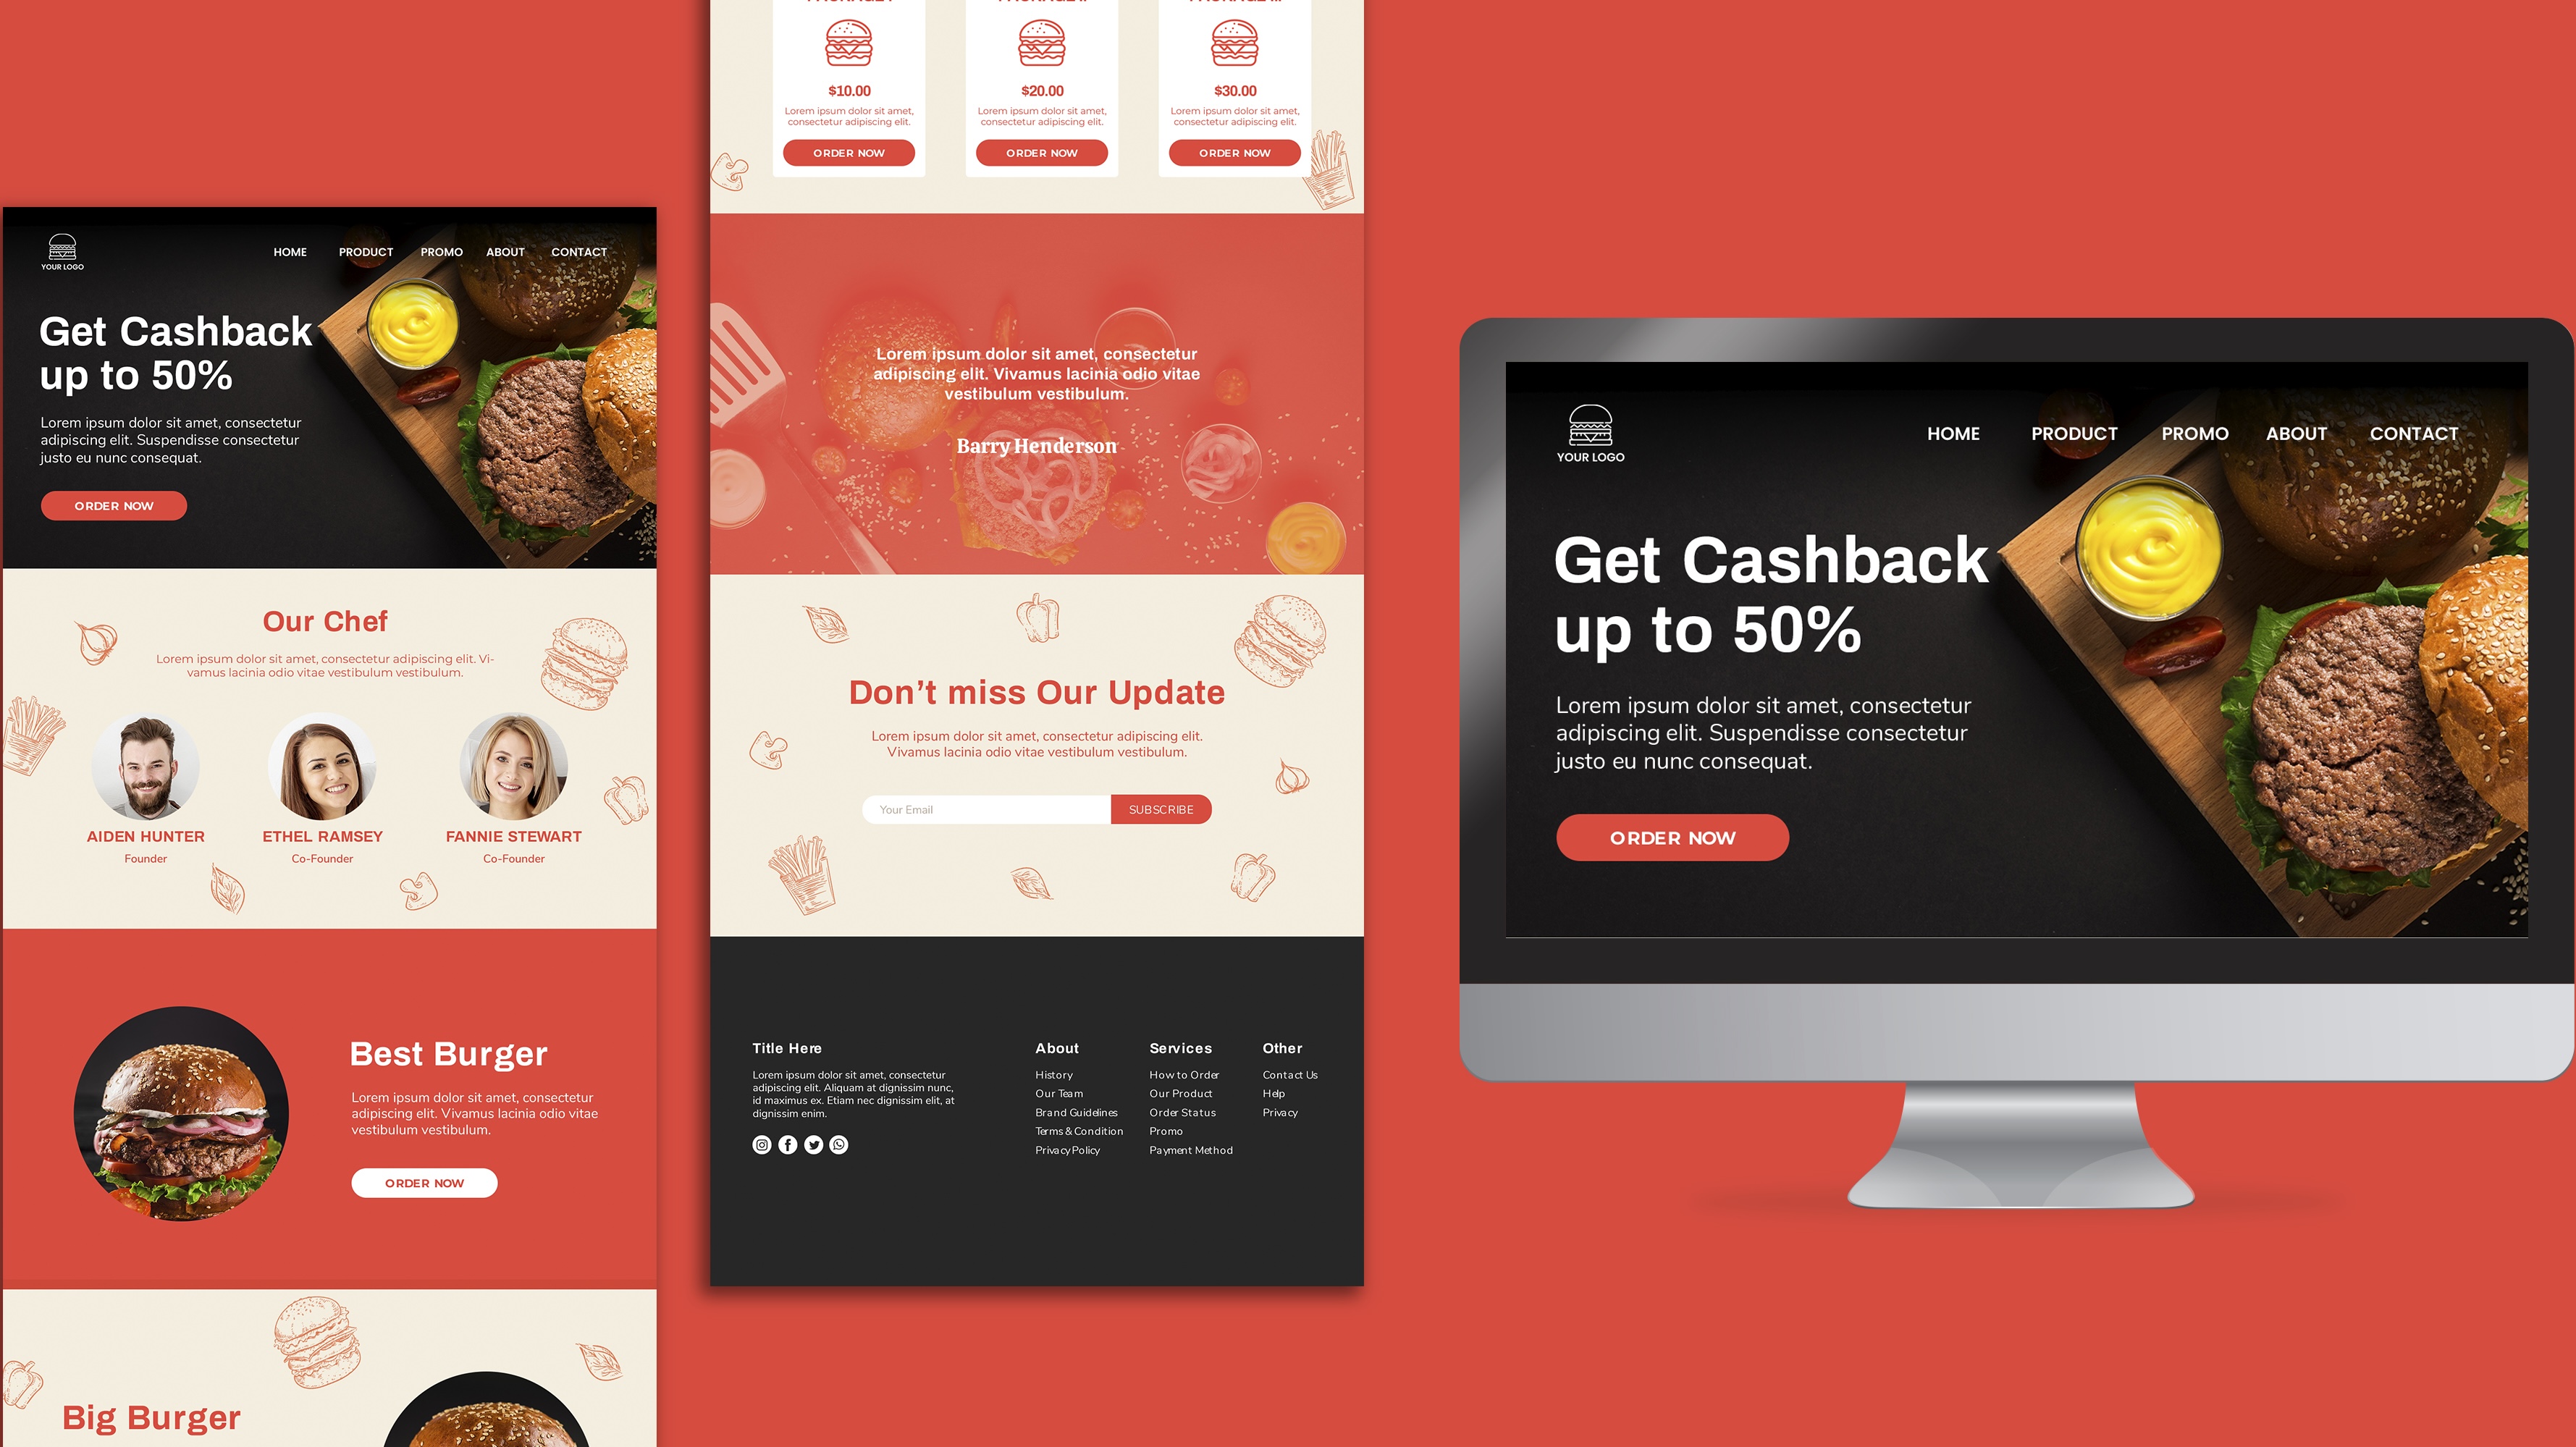 YOUR LOGO
HOME PRODUCT PROMO ABOUT CONTACT
Get Cashback
up to 50%
Lorem ipsum dolor sit amet, consectetur
adipiscing elit. Suspendisse consectetur
justo eu nunc consequat.
ORDER NOW
Our Chef
Lorem ipsum dolor sit amet, consectetur adipiscing elit. Vi-
vamus lacinia odio vitae vestibulum vestibulum.
AIDEN HUNTER
Founder
ETHEL RAMSEY
Co-Founder
FANNIE STEWART
Co-Founder
Best Burger
Lorem ipsum dolor sit amet, consectetur
adipiscing elit. Vivamus lacinia odio vitae
vestibulum vestibulum.
ORDER NOW
Big Burger
$10.00
Lorem ipsum dolor sit amet,
consectetur adipiscing elit.
ORDER NOW
$20.00
Lorem ipsum dolor sit amet,
consectetur adipiscing elit.
ORDER NOW
$30.00
Lorem ipsum dolor sit amet,
consectetur adipiscing elit.
ORDER NOW
Lorem ipsum dolor sit amet, consectetur
adipiscing elit. Vivamus lacinia odio vitae
vestibulum vestibulum.
Barry Henderson
Don’t miss Our Update
Lorem ipsum dolor sit amet, consectetur adipiscing elit.
Vivamus lacinia odio vitae vestibulum vestibulum.
Your Email
SUBSCRIBE
Title Here
Lorem ipsum dolor sit amet, consectetur
adipiscing elit. Aliquam at dignissim nunc,
id maximus ex. Etiam nec dignissim elit, at
dignissim enim.
About
History
Our Team
Brand Guidelines
Terms & Condition
Privacy Policy
Services
How to Order
Our Product
Order Status
Promo
Payment Method
Other
Contact Us
Help
Privacy
YOUR LOGO
HOME PRODUCT PROMO ABOUT CONTACT
Get Cashback
up to 50%
Lorem ipsum dolor sit amet, consectetur
adipiscing elit. Suspendisse consectetur
justo eu nunc consequat.
ORDER NOW